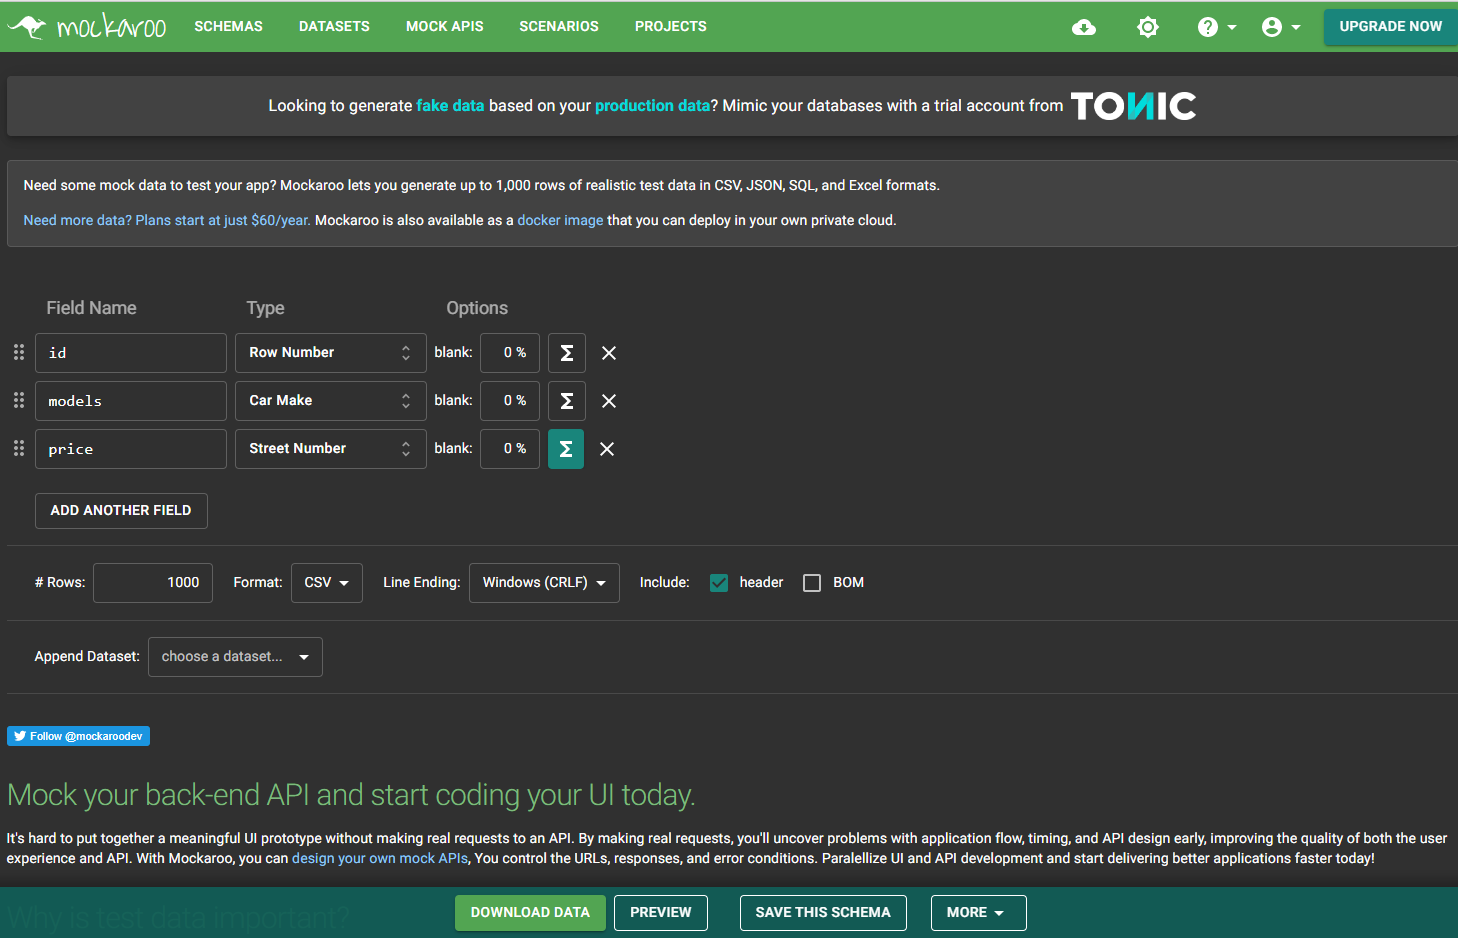 mockaroo SCHEMAS DATASETS MOCK APIS SCENARIOS PROJECTS UPGRADE NOW
Looking to generate fake data based on your production data? Mimic your databases with a trial account from TONIC
Need some mock data to test your app? Mockaroo lets you generate up to 1,000 rows of realistic test data in CSV, JSON, SQL, and Excel formats.
Need more data? Plans start at just $60/year. Mockaroo is also available as a docker image that you can deploy in your own private cloud.
Field Name Type Options
id Row Number blank: 0 % Σ
models Car Make blank: 0 % Σ
price Street Number blank: 0 % Σ
ADD ANOTHER FIELD
# Rows: 1000 Format: CSV Line Ending: Windows (CRLF) Include: header BOM
Append Dataset: choose a dataset...
Follow @mockaroodev
Mock your back-end API and start coding your UI today.
It's hard to put together a meaningful UI prototype without making real requests to an API. By making real requests, you'll uncover problems with application flow, timing, and API design early, improving the quality of both the user
experience and API. With Mockaroo, you can design your own mock APIs, You control the URLs, responses, and error conditions. Paralellize UI and API development and start delivering better applications faster today!
Why is test data important?
DOWNLOAD DATA PREVIEW SAVE THIS SCHEMA MORE